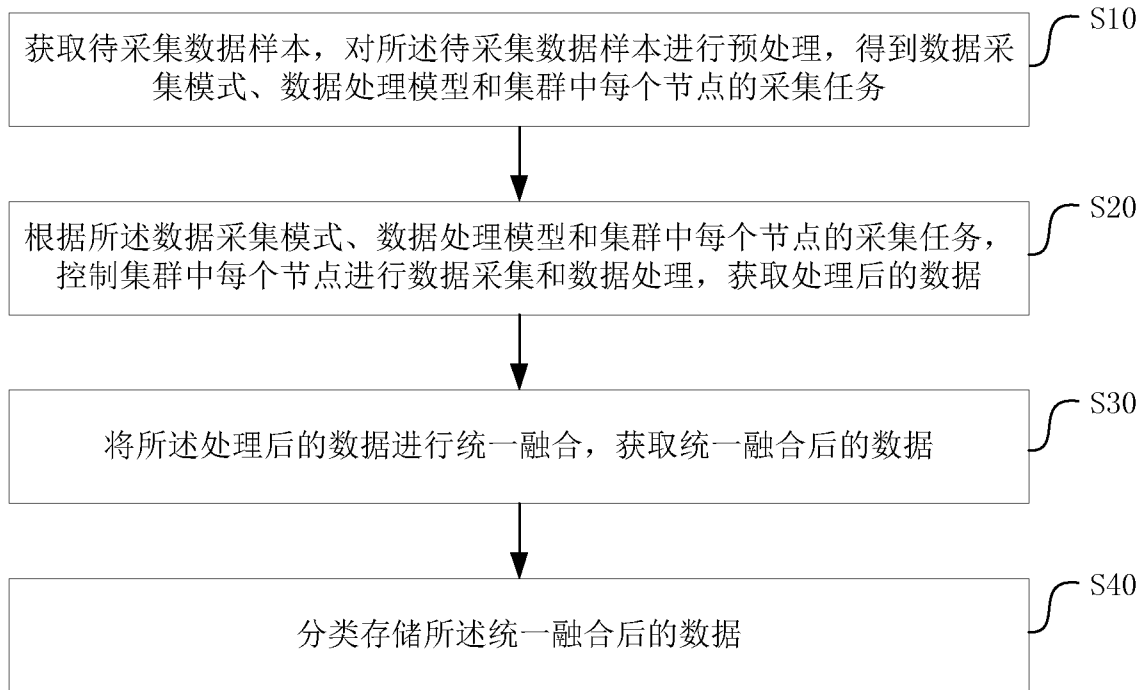 S10
获取待采集数据样本，对所述待采集数据样本进行预处理，得到数据采
集模式、数据处理模型和集群中每个节点的采集任务
S20
根据所述数据采集模式、数据处理模型和集群中每个节点的采集任务，
控制集群中每个节点进行数据采集和数据处理，获取处理后的数据
S30
将所述处理后的数据进行统一融合，获取统一融合后的数据
S40
分类存储所述统一融合后的数据